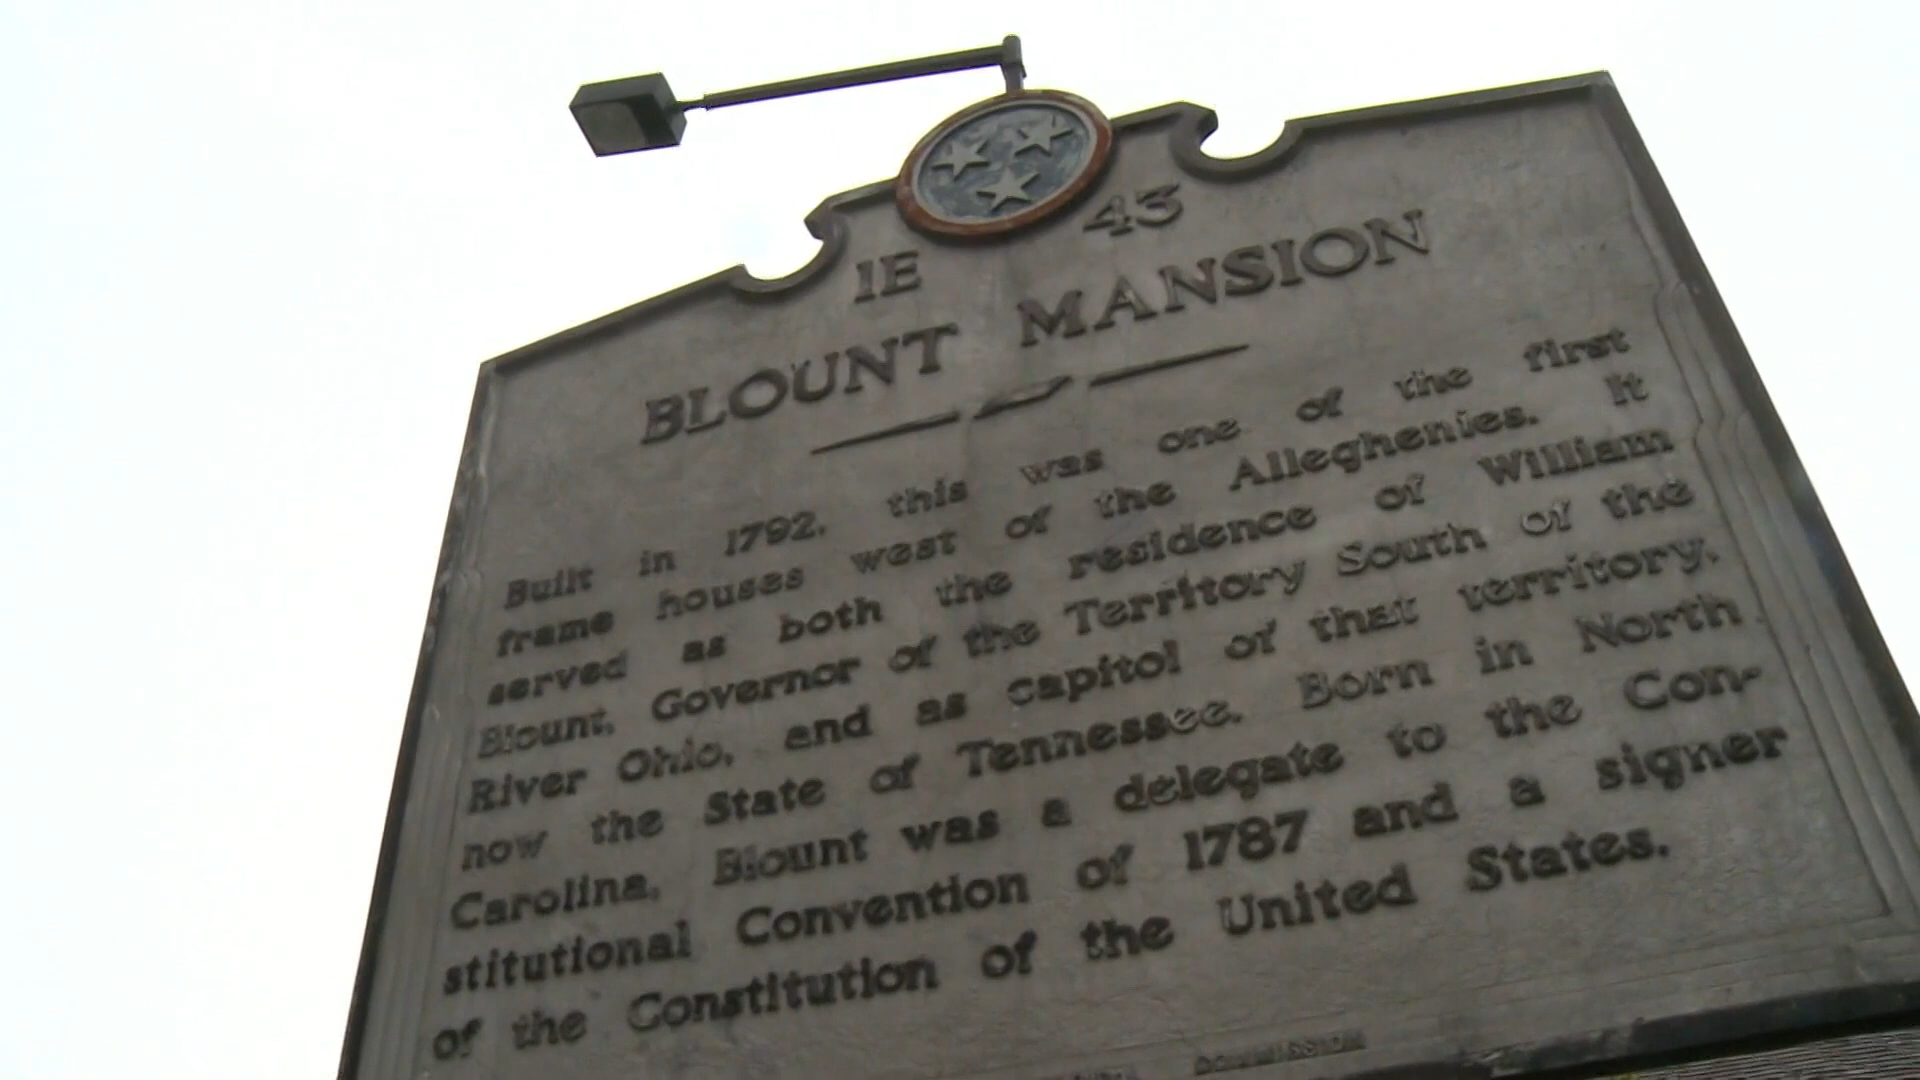 1E 43
BLOUNT MANSION
Built in 1792, this was one of the first
frame houses west of the Alleghenies. It
served as both the residence of William
Blount, Governor of the Territory South of the
River Ohio, and as capitol of that territory,
now the State of Tennessee. Born in North
Carolina, Blount was a delegate to the Con-
stitutional Convention of 1787 and a signer
of the Constitution of the United States.
COMMISSION